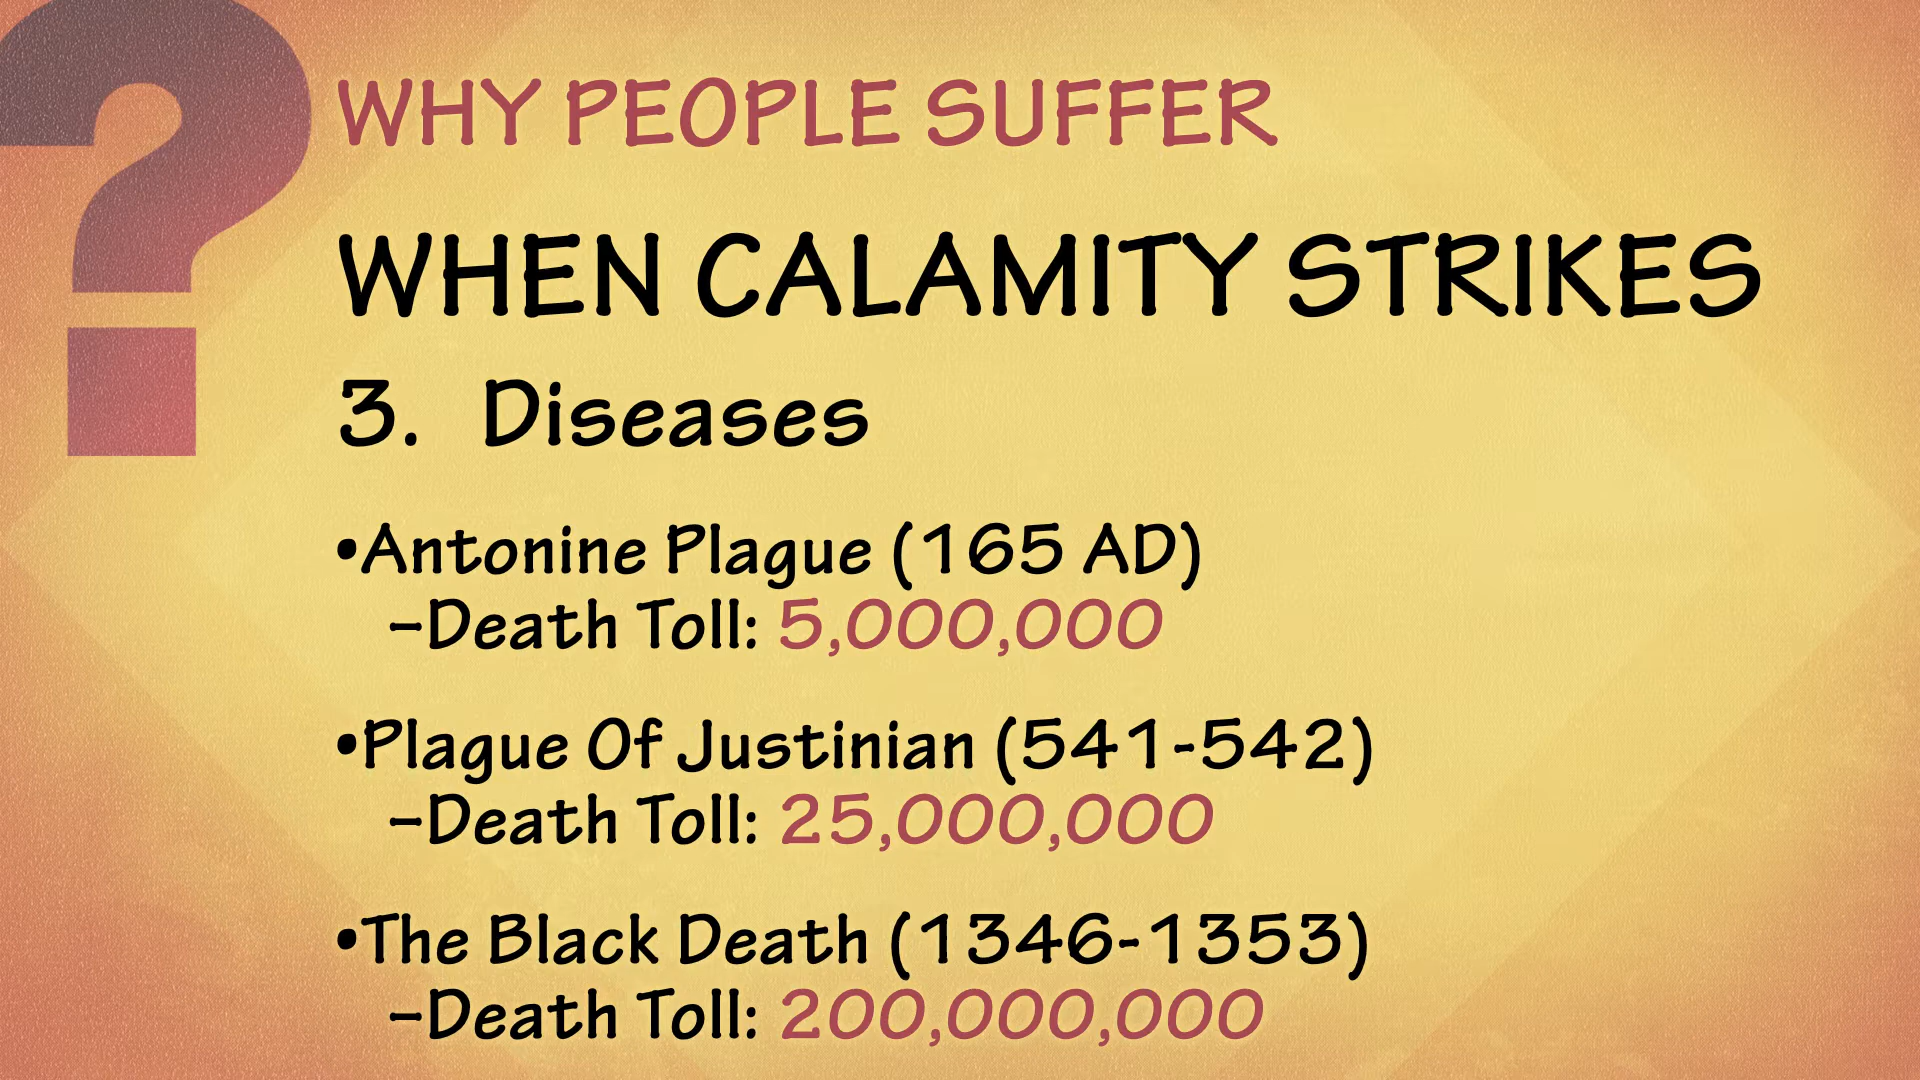 WHY PEOPLE SUFFER
WHEN CALAMITY STRIKES
3. Diseases
•Antonine Plague (165 AD)
–Death Toll: 5,000,000
•Plague Of Justinian (541-542)
–Death Toll: 25,000,000
•The Black Death (1346-1353)
–Death Toll: 200,000,000